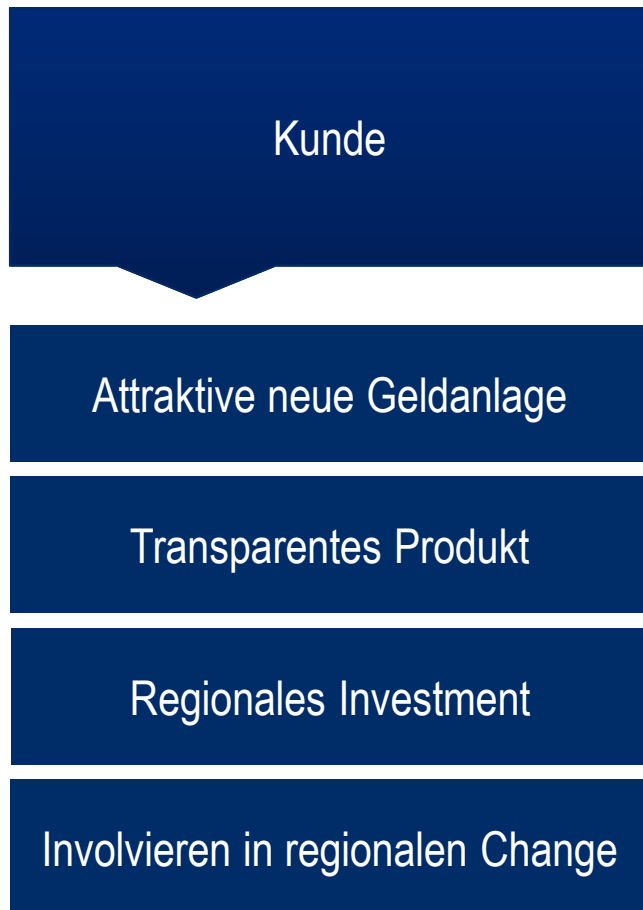 Kunde
Attraktive neue Geldanlage
Transparentes Produkt
Regionales Investment
Involvieren in regionalen Change